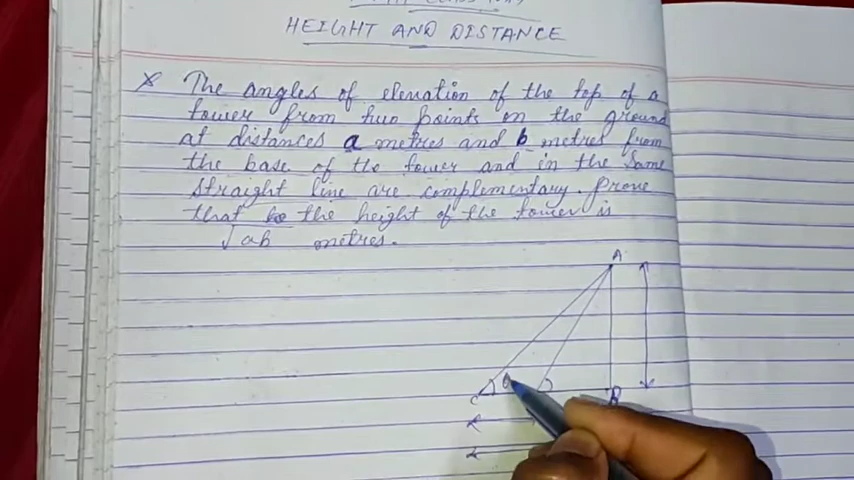 HEIGHT AND DISTANCE
* The angles of elevation of the top of a
tower from two points on the ground
at distances a metres and b metres from
the base of the tower and in the same
straight line are complementary. Prove
that the height of the tower is
√ab metres.
A
C
B